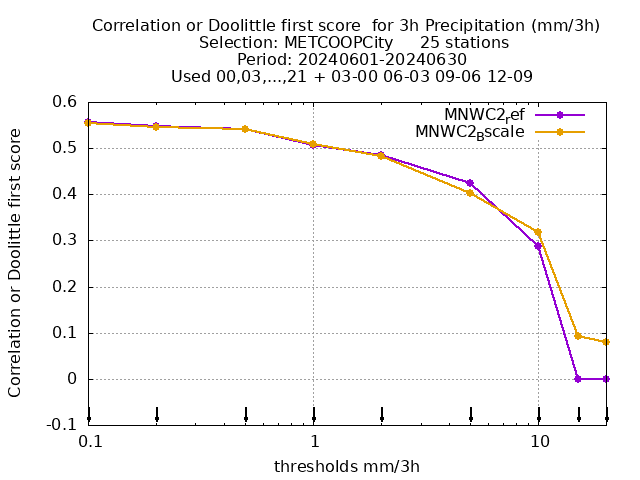 Correlation or Doolittle first score  for 3h Precipitation (mm/3h)
Selection: METCOOPCity     25 stations
Period: 20240601-20240630
Used 00,03,...,21 + 03-00 06-03 09-06 12-09
MNWC2ref
MNWC2Bscale
0.6
0.5
0.4
0.3
0.2
0.1
0
-0.1
Correlation or Doolittle first score
0.1 1 10
thresholds mm/3h